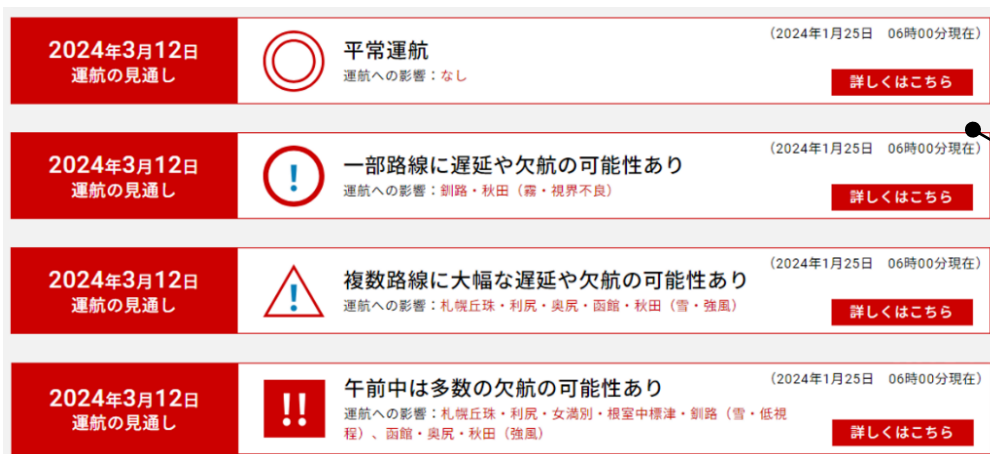 2024年3月12日
運航の見通し
平常運航
運航への影響：なし
（2024年1月25日　06時00分現在）
詳しくはこちら
2024年3月12日
運航の見通し
一部路線に遅延や欠航の可能性あり
運航への影響：釧路・秋田（霧・視界不良）
（2024年1月25日　06時00分現在）
詳しくはこちら
2024年3月12日
運航の見通し
複数路線に大幅な遅延や欠航の可能性あり
運航への影響：札幌丘珠・利尻・奥尻・函館・秋田（雪・強風）
（2024年1月25日　06時00分現在）
詳しくはこちら
2024年3月12日
運航の見通し
午前中は多数の欠航の可能性あり
運航への影響：札幌丘珠・利尻・女満別・根室中標津・釧路（雪・低視
程）、函館・奥尻・秋田（強風）
（2024年1月25日　06時00分現在）
詳しくはこちら